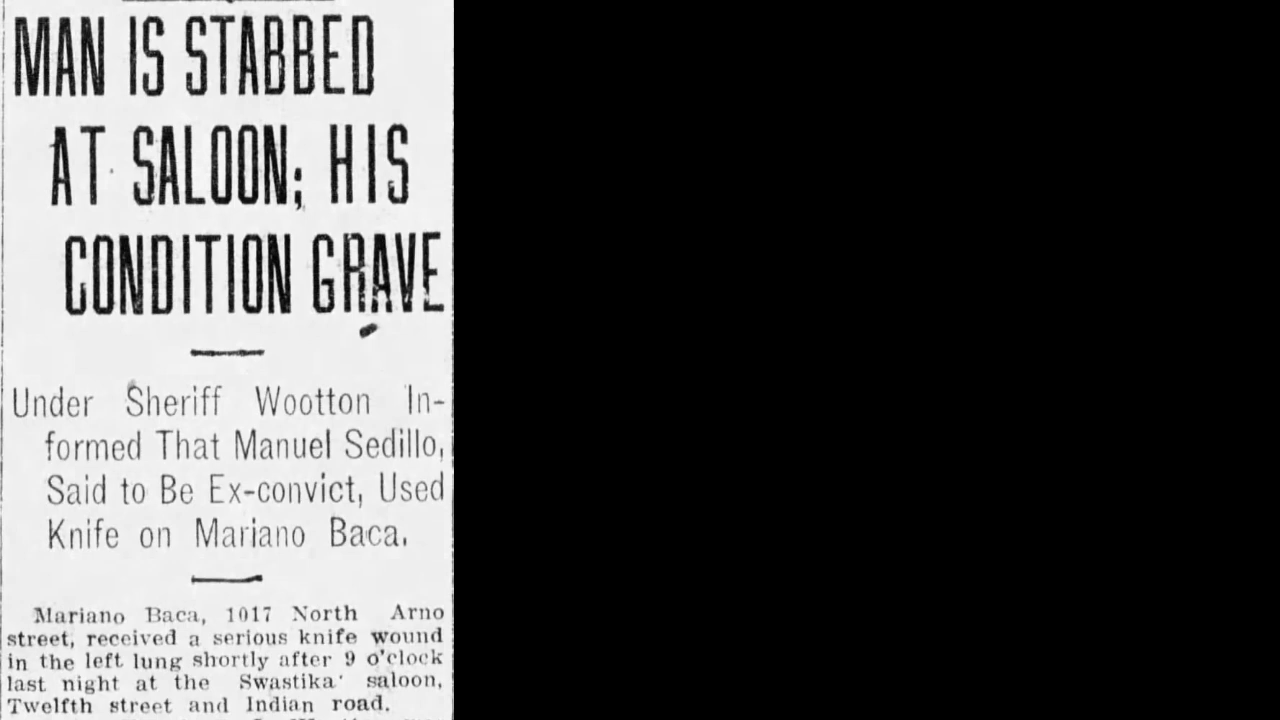 MAN IS STABBED
AT SALOON; HIS
CONDITION GRAVE
Under Sheriff Wootton In-
formed That Manuel Sedillo,
Said to Be Ex-convict, Used
Knife on Mariano Baca.
Mariano Baca, 1017 North Arno
street, received a serious knife wound
in the left lung shortly after 9 o'clock
last night at the Swastika' saloon,
Twelfth street and Indian road.